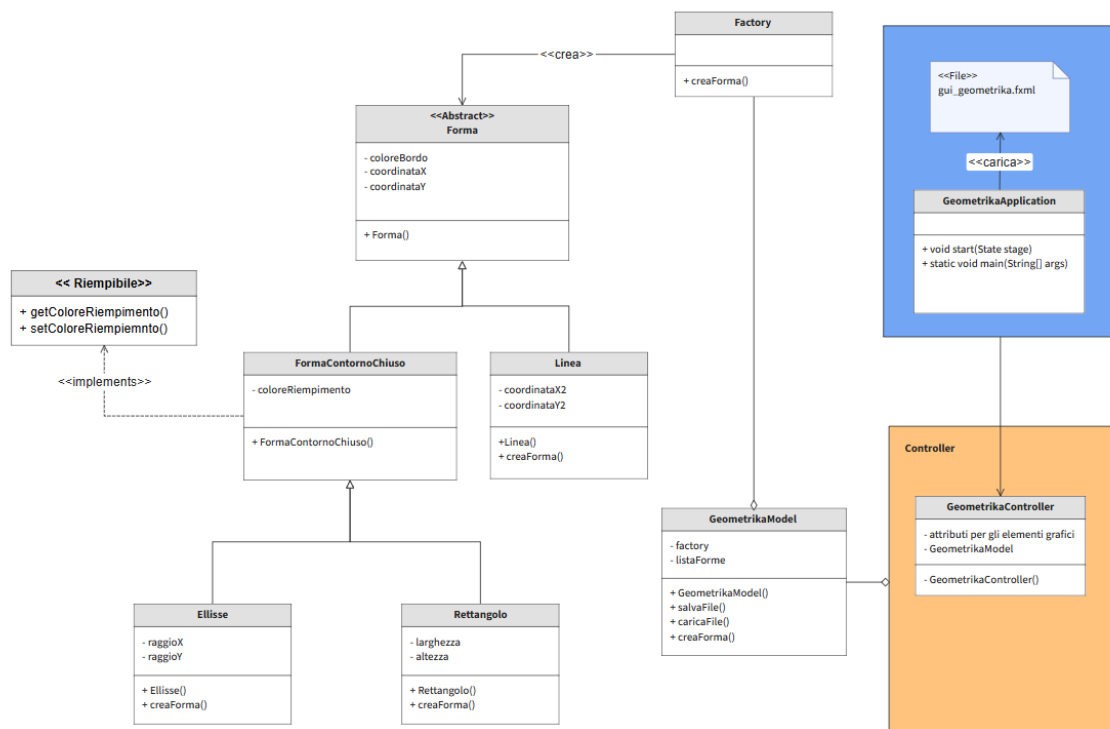 Factory
+ creaForma()
<<crea>>
<<Abstract>>
Forma
- coloreBordo
- coordinataX
- coordinataY
+ Forma()
<<File>>
gui_geometrika.fxml
<<carica>>
GeometrikaApplication
+ void start(State stage)
+ static void main(String[] args)
<< Riempibile>>
+ getColoreRiempimento()
+ setColoreRiempiemnto()
<<implements>>
FormaContornoChiuso
- coloreRiempimento
+ FormaContornoChiuso()
Linea
- coordinataX2
- coordinataY2
+Linea()
+ creaForma()
Controller
GeometrikaController
- attributi per gli elementi grafici
- GeometrikaModel
- GeometrikaController()
GeometrikaModel
- factory
- listaForme
+ GeometrikaModel()
+ salvaFile()
+ caricaFile()
+ creaForma()
Ellisse
- raggioX
- raggioY
+ Ellisse()
+ creaForma()
Rettangolo
- larghezza
- altezza
+ Rettangolo()
+ creaForma()